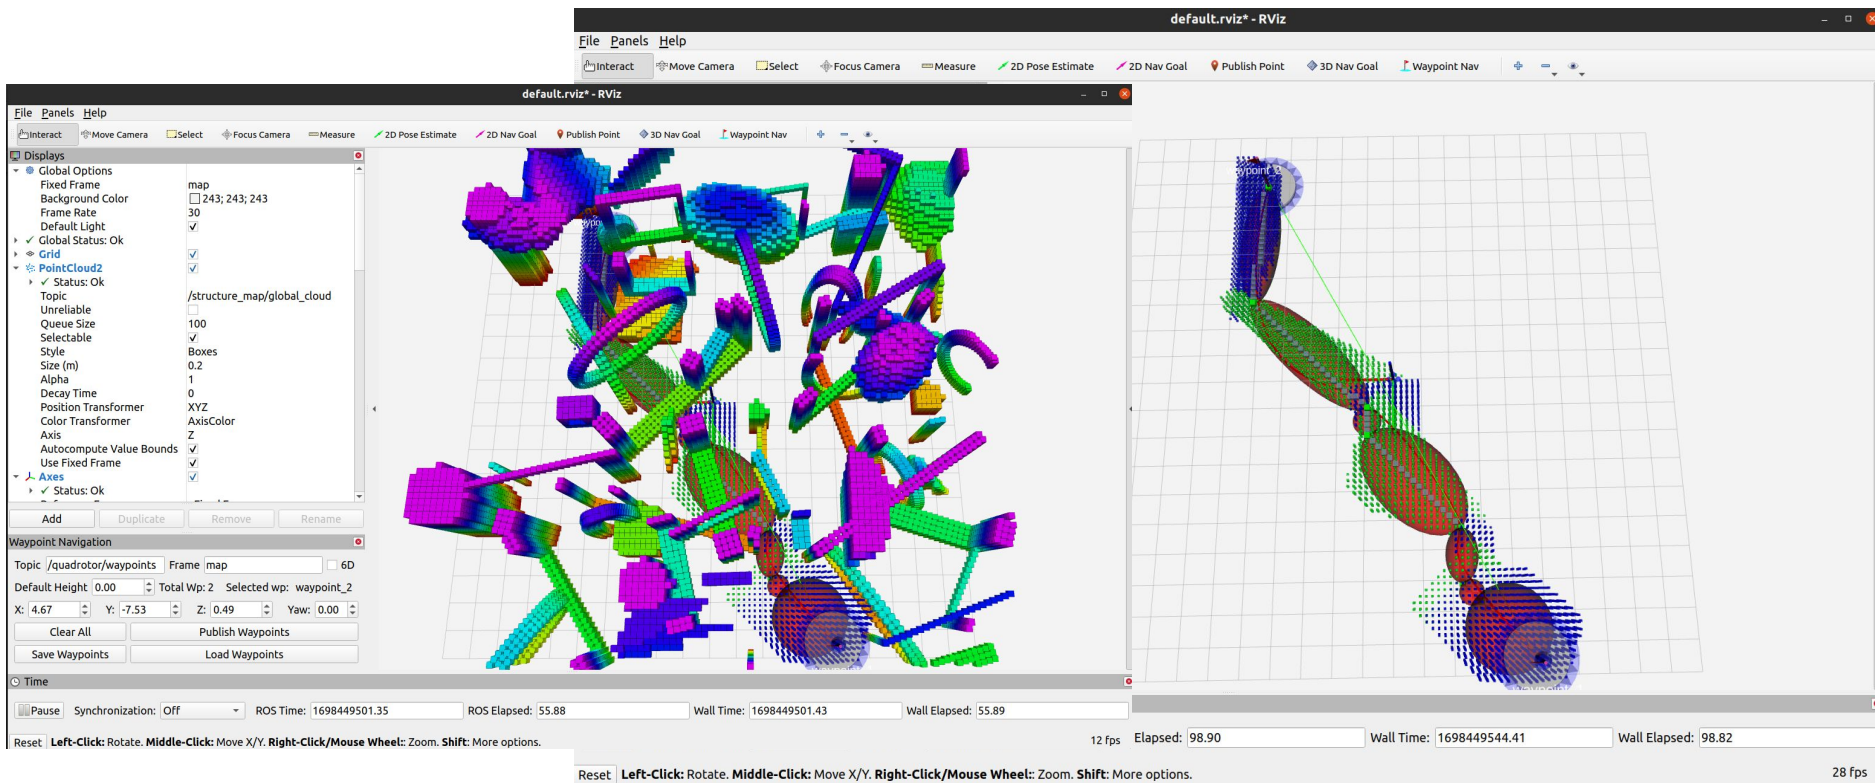 default.rviz* - RViz
File Panels Help
Interact Move Camera Select Focus Camera Measure 2D Pose Estimate 2D Nav Goal Publish Point 3D Nav Goal Waypoint Nav
default.rviz* - RViz
File Panels Help
Interact Move Camera Select Focus Camera Measure 2D Pose Estimate 2D Nav Goal Publish Point 3D Nav Goal Waypoint Nav
Displays
Global Options
Fixed Frame map
Background Color 243; 243; 243
Frame Rate 30
Default Light
Global Status: Ok
Grid
PointCloud2
Status: Ok
Topic /structure_map/global_cloud
Unreliable
Queue Size 100
Selectable
Style Boxes
Size (m) 0.2
Alpha 1
Decay Time 0
Position Transformer XYZ
Color Transformer AxisColor
Axis Z
Autocompute Value Bounds
Use Fixed Frame
Axes
Status: Ok
Add Duplicate Remove Rename
Waypoint Navigation
Topic /quadrotor/waypoints Frame map 6D
Default Height 0.00 Total Wp: 2 Selected wp: waypoint_2
X: 4.67 Y: -7.53 Z: 0.49 Yaw: 0.00
Clear All Publish Waypoints
Save Waypoints Load Waypoints
Time
Pause Synchronization: Off ROS Time: 1698449501.35 ROS Elapsed: 55.88 Wall Time: 1698449501.43 Wall Elapsed: 55.89
Reset Left-Click: Rotate. Middle-Click: Move X/Y. Right-Click/Mouse Wheel:: Zoom. Shift: More options. 12 fps
Elapsed: 98.90 Wall Time: 1698449544.41 Wall Elapsed: 98.82
Reset Left-Click: Rotate. Middle-Click: Move X/Y. Right-Click/Mouse Wheel:: Zoom. Shift: More options. 28 fps